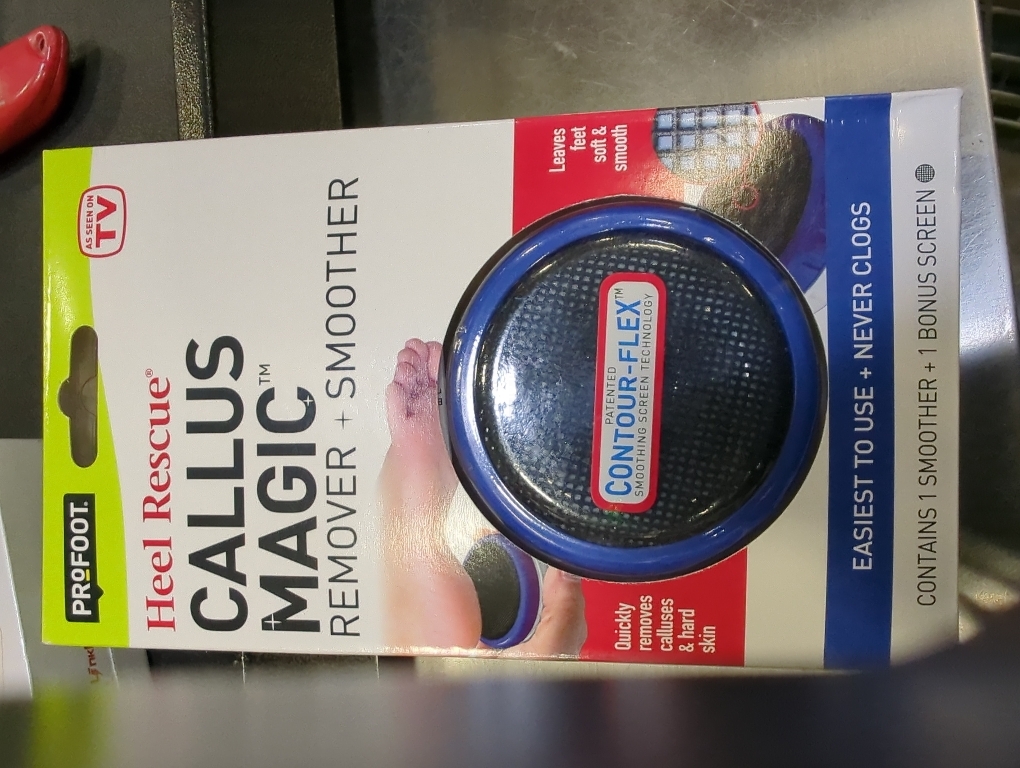 PROFOOT.
AS SEEN ON
TV
Heel Rescue®
CALLUS
MAGIC™
REMOVER + SMOOTHER
Leaves
feet
soft &
smooth
PATENTED
CONTOUR-FLEX™
SMOOTHING SCREEN TECHNOLOGY
Quickly
removes
calluses
& hard
skin
EASIEST TO USE + NEVER CLOGS
CONTAINS 1 SMOOTHER + 1 BONUS SCREEN